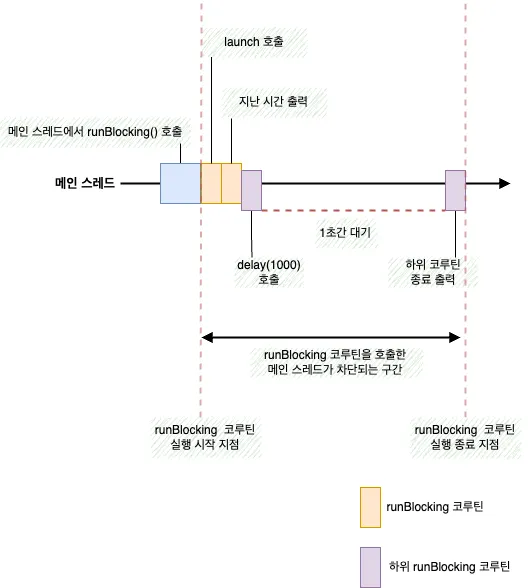 launch 호출
지난 시간 출력
메인 스레드에서 runBlocking() 호출
메인 스레드
1초간 대기
delay(1000)
호출
하위 코루틴
종료 출력
runBlocking 코루틴을 호출한
메인 스레드가 차단되는 구간
runBlocking 코루틴
실행 시작 지점
runBlocking 코루틴
실행 종료 지점
runBlocking 코루틴
하위 runBlocking 코루틴